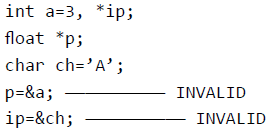 int a=3, *ip;
float *p;
char ch=’A’;
p=&a; —————————— INVALID
ip=&ch; —————————— INVALID